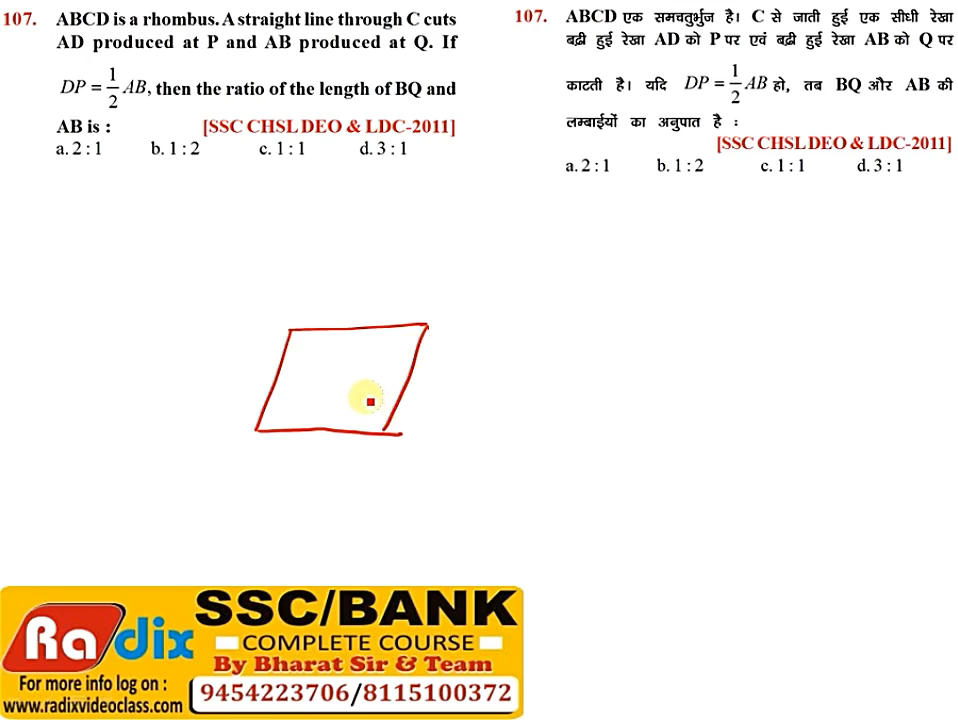 107. ABCD is a rhombus. A straight line through C cuts
AD produced at P and AB produced at Q. If
DP = 1/2 AB, then the ratio of the length of BQ and
AB is : [SSC CHSL DEO & LDC-2011]
a. 2 : 1 b. 1 : 2 c. 1 : 1 d. 3 : 1
107. ABCD एक समचतुर्भुज है। C से जाती हुई एक सीधी रेखा
बढ़ी हुई रेखा AD को P पर एवं बढ़ी हुई रेखा AB को Q पर
काटती है। यदि DP = 1/2 AB हो, तब BQ और AB की
लम्बाईयों का अनुपात है :
[SSC CHSL DEO & LDC-2011]
a. 2 : 1 b. 1 : 2 c. 1 : 1 d. 3 : 1
Radix
SSC/BANK
COMPLETE COURSE
By Bharat Sir & Team
For more info log on :
www.radixvideoclass.com
9454223706/8115100372